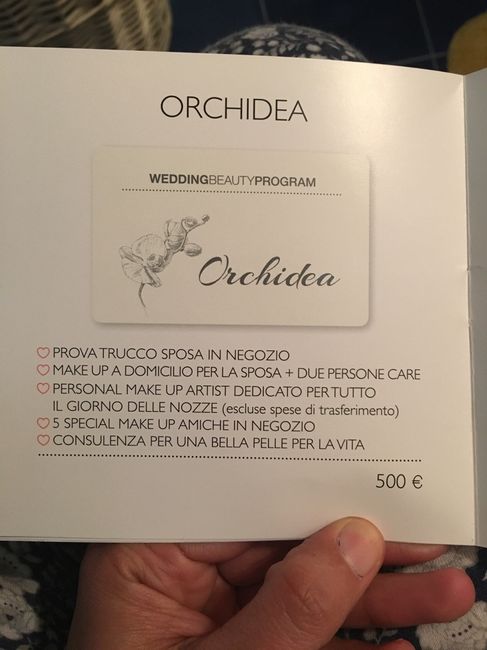 ORCHIDEA
WEDDINGBEAUTYPROGRAM
Orchidea
PROVA TRUCCO SPOSA IN NEGOZIO
MAKE UP A DOMICILIO PER LA SPOSA + DUE PERSONE CARE
PERSONAL MAKE UP ARTIST DEDICATO PER TUTTO
IL GIORNO DELLE NOZZE (escluse spese di trasferimento)
5 SPECIAL MAKE UP AMICHE IN NEGOZIO
CONSULENZA PER UNA BELLA PELLE PER LA VITA
500 €